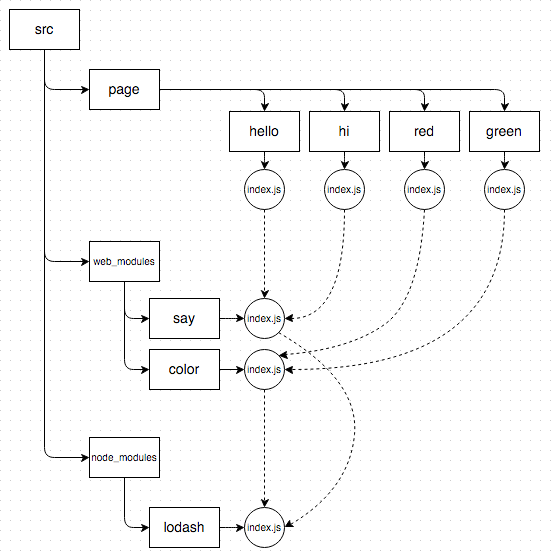 src
page
hello
hi
red
green
index.js
index.js
index.js
index.js
web_modules
say
index.js
color
index.js
node_modules
lodash
index.js